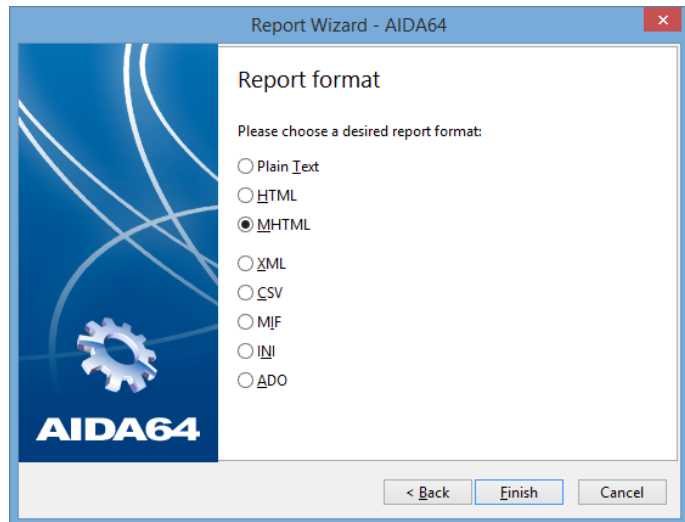 Report Wizard - AIDA64
Report format
Please choose a desired report format:
Plain Text
HTML
MHTML
XML
CSV
MIF
INI
ADO
AIDA64
< Back
Finish
Cancel